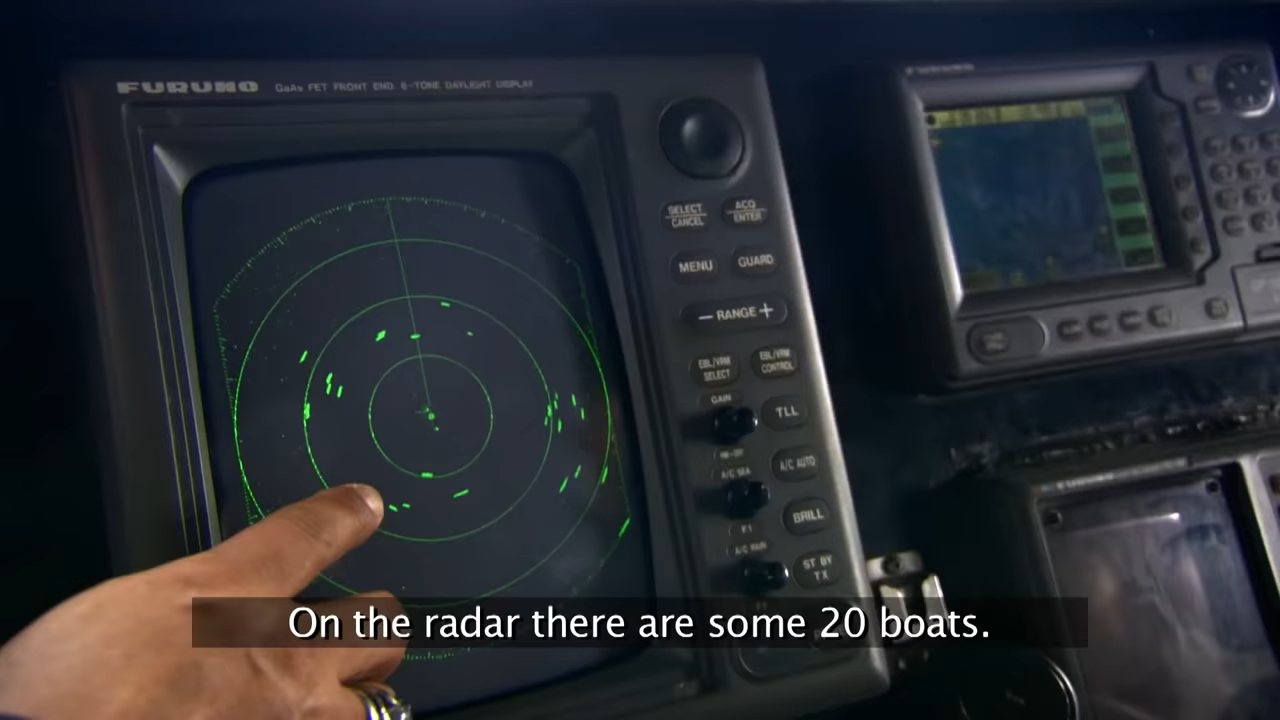 FURUNO GaAs FET FRONT END. 8-TONE DAYLIGHT DISPLAY
SELECT
CANCEL
ACQ
ENTER
MENU
GUARD
— RANGE +
EBL/VRM
SELECT
EBL/VRM
CONTROL
GAIN
TLL
A/C SEA
A/C AUTO
F1
BRILL
A/C RAIN
ST BY
TX
On the radar there are some 20 boats.